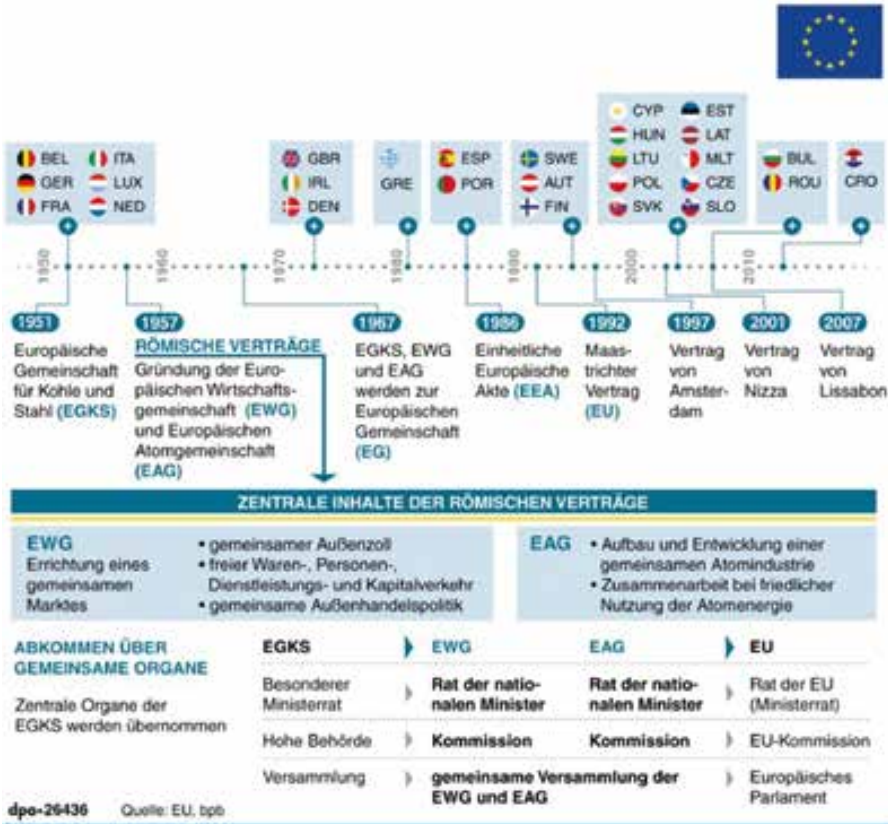 BEL ITA
GER LUX
FRA NED
GBR
IRL
DEN
GRE
ESP
POR
SWE
AUT
FIN
CYP EST
HUN LAT
LTU MLT
POL CZE
SVK SLO
BUL
ROU
CRO
1950 1960 1970 1980 1990 2000 2010
1951
Europäische
Gemeinschaft
für Kohle und
Stahl (EGKS)
1957
RÖMISCHE VERTRÄGE
Gründung der Euro-
päischen Wirtschafts-
gemeinschaft (EWG)
und Europäischen
Atomgemeinschaft
(EAG)
1967
EGKS, EWG
und EAG
werden zur
Europäischen
Gemeinschaft
(EG)
1986
Einheitliche
Europäische
Akte (EEA)
1992
Maas-
trichter
Vertrag
(EU)
1997
Vertrag
von
Amster-
dam
2001
Vertrag
von
Nizza
2007
Vertrag
von
Lissabon
ZENTRALE INHALTE DER RÖMISCHEN VERTRÄGE
EWG
Errichtung eines
gemeinsamen
Marktes
• gemeinsamer Außenzoll
• freier Waren-, Personen-,
Dienstleistungs- und Kapitalverkehr
• gemeinsame Außenhandelspolitik
EAG
• Aufbau und Entwicklung einer
gemeinsamen Atomindustrie
• Zusammenarbeit bei friedlicher
Nutzung der Atomenergie
ABKOMMEN ÜBER
GEMEINSAME ORGANE
Zentrale Organe der
EGKS werden übernommen
EGKS EWG EAG EU
Besonderer Rat der natio- Rat der natio- Rat der EU
Ministerrat nalen Minister nalen Minister (Ministerrat)
Hohe Behörde Kommission Kommission EU-Kommission
Versammlung gemeinsame Versammlung der Europäisches
EWG und EAG Parlament
dpa•26436 Quelle: EU, bpb